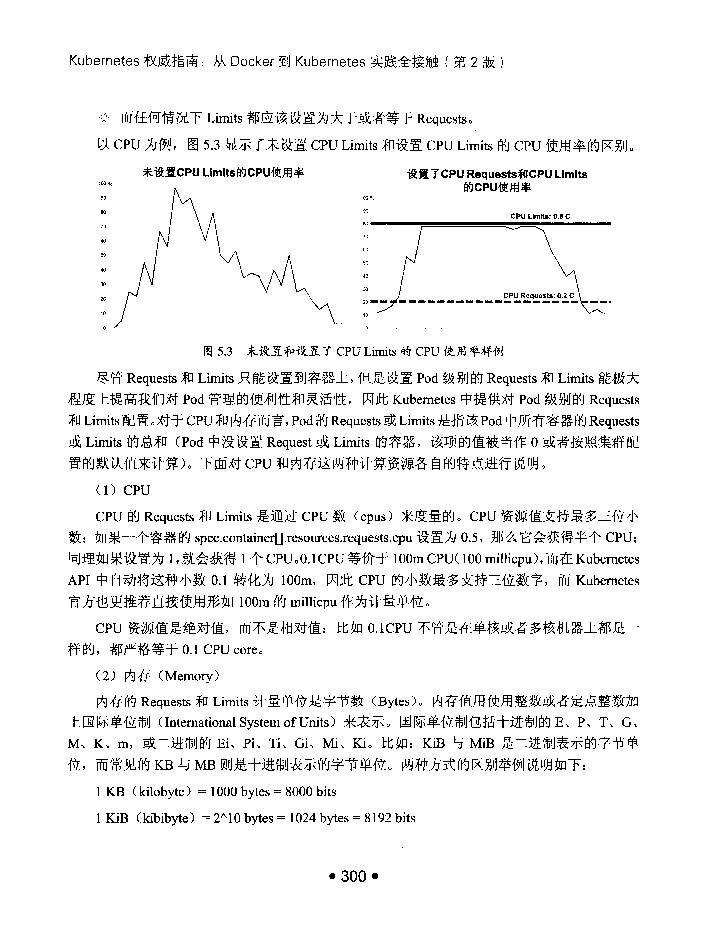 Kubernetes 权威指南：从 Docker 到 Kubernetes 实践全接触（第 2 版）
◇ 而任何情况下 Limits 都应该设置为大于或者等于 Requests。
以 CPU 为例，图 5.3 显示了未设置 CPU Limits 和设置 CPU Limits 的 CPU 使用率的区别。
未设置CPU Limits的CPU使用率
设置了CPU Requests和CPU Limits
的CPU使用率
CPU Limits: 0.8 C
CPU Requests: 0.2 C
图 5.3 未设置和设置了 CPU Limits 的 CPU 使用率样例
尽管 Requests 和 Limits 只能设置到容器上，但是设置 Pod 级别的 Requests 和 Limits 能极大
程度上提高我们对 Pod 管理的便利性和灵活性，因此 Kubernetes 中提供对 Pod 级别的 Requests
和 Limits 配置。对于 CPU 和内存而言，Pod 的 Requests 或 Limits 是指该 Pod 中所有容器的 Requests
或 Limits 的总和（Pod 中没设置 Request 或 Limits 的容器，该项的值被当作 0 或者按照集群配
置的默认值来计算）。下面对 CPU 和内存这两种计算资源各自的特点进行说明。
（1）CPU
CPU 的 Requests 和 Limits 是通过 CPU 数（cpus）来度量的。CPU 资源值支持最多三位小
数：如果一个容器的 spec.container[].resources.requests.cpu 设置为 0.5，那么它会获得半个 CPU；
同理如果设置为 1，就会获得 1 个 CPU。0.1CPU 等价于 100m CPU（100 millicpu），而在 Kubernetes
API 中自动将这种小数 0.1 转化为 100m，因此 CPU 的小数最多支持三位数字，而 Kubernetes
官方也更推荐直接使用形如 100m 的 millicpu 作为计量单位。
CPU 资源值是绝对值，而不是相对值：比如 0.1CPU 不管是在单核或者多核机器上都是一
样的，都严格等于 0.1 CPU core。
（2）内存（Memory）
内存的 Requests 和 Limits 计量单位是字节数（Bytes）。内存值用使用整数或者定点整数加
上国际单位制（International System of Units）来表示。国际单位制包括十进制的 E、P、T、G、
M、K、m，或二进制的 Ei、Pi、Ti、Gi、Mi、Ki。比如：KiB 与 MiB 是二进制表示的字节单
位，而常见的 KB 与 MB 则是十进制表示的字节单位。两种方式的区别举例说明如下：
1 KB（kilobyte）= 1000 bytes = 8000 bits
1 KiB（kibibyte）= 2^10 bytes = 1024 bytes = 8192 bits
• 300 •